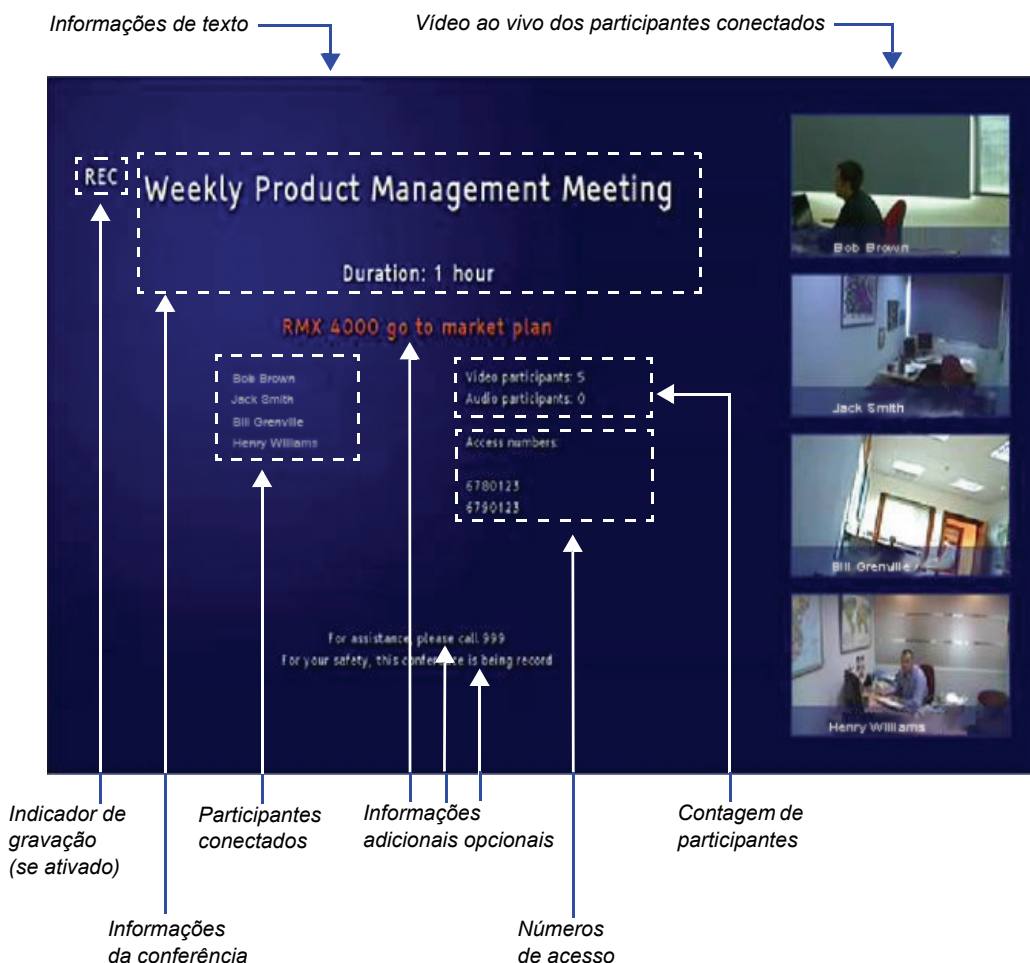 Informações de texto
Vídeo ao vivo dos participantes conectados
REC
Weekly Product Management Meeting
Duration: 1 hour
RMX 4000 go to market plan
Bob Brown
Jack Smith
Bill Grenville
Henry Williams
Video participants: 5
Audio participants: 0
Access numbers:
6780123
6790123
For assistance, please call 999
For your safety, this conference is being record
Bob Brown
Jack Smith
Bill Grenville
Henry Williams
Indicador de
gravação
(se ativado)
Participantes
conectados
Informações
adicionais opcionais
Contagem de
participantes
Informações
da conferência
Números
de acesso